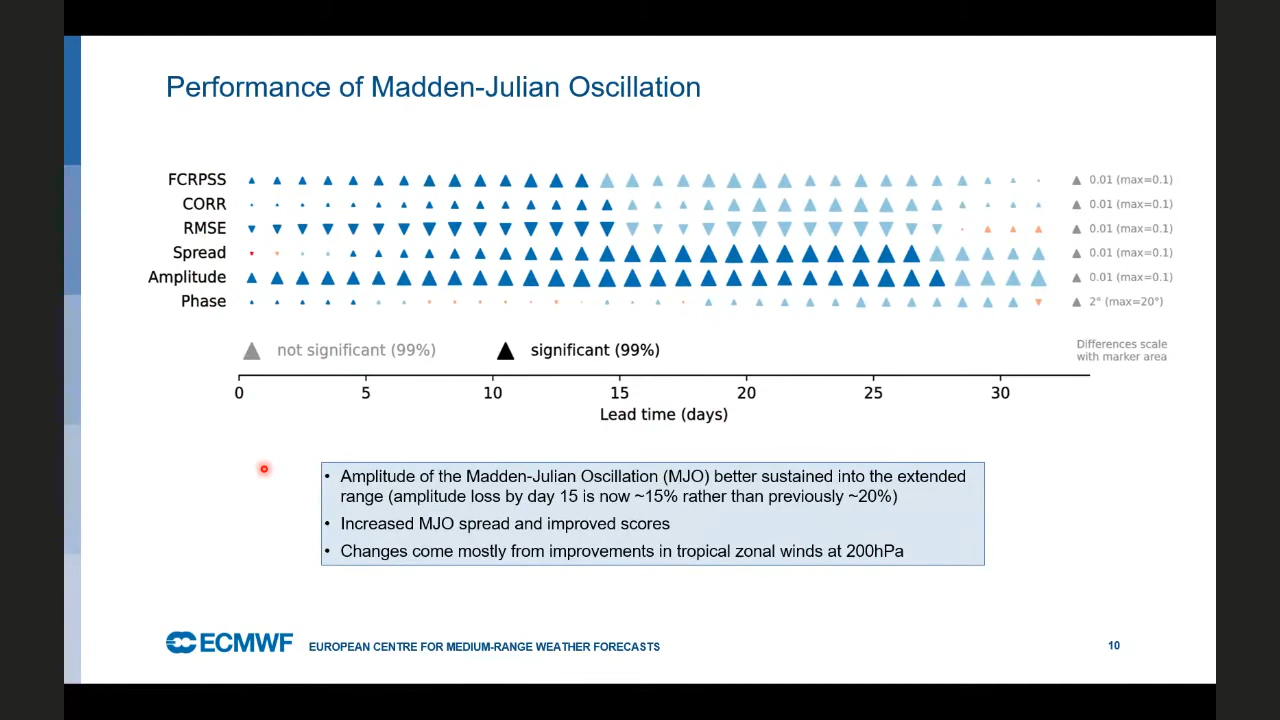 Performance of Madden-Julian Oscillation
FCRPSS
0.01 (max=0.1)
CORR
0.01 (max=0.1)
RMSE
0.01 (max=0.1)
Spread
0.01 (max=0.1)
Amplitude
0.01 (max=0.1)
Phase
2° (max=20°)
not significant (99%)
significant (99%)
Differences scale
with marker area
0 5 10 15 20 25 30
Lead time (days)
• Amplitude of the Madden-Julian Oscillation (MJO) better sustained into the extended
range (amplitude loss by day 15 is now ~15% rather than previously ~20%)
• Increased MJO spread and improved scores
• Changes come mostly from improvements in tropical zonal winds at 200hPa
ECMWF EUROPEAN CENTRE FOR MEDIUM-RANGE WEATHER FORECASTS
10